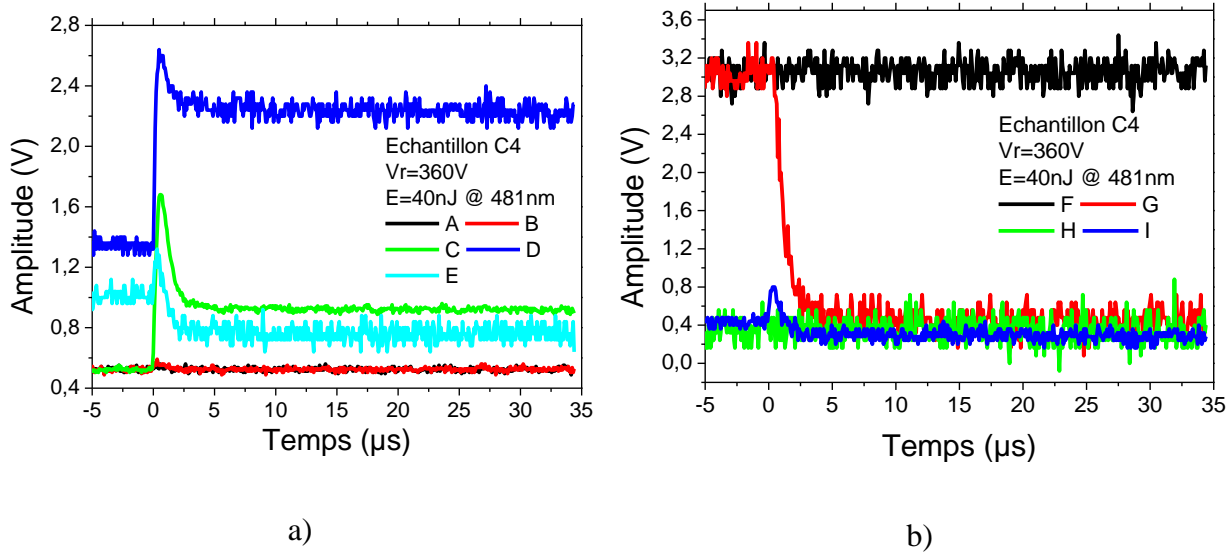 2,8
2,4
2,0
1,6
1,2
0,8
0,4
Amplitude (V)
Echantillon C4
Vr=360V
E=40nJ @ 481nm
A B
C D
E
-5 0 5 10 15 20 25 30 35
Temps (µs)
a)
3,6
3,2
2,8
2,4
2,0
1,6
1,2
0,8
0,4
0,0
Amplitude (V)
Echantillon C4
Vr=360V
E=40nJ @ 481nm
F G
H I
-5 0 5 10 15 20 25 30 35
Temps (µs)
b)